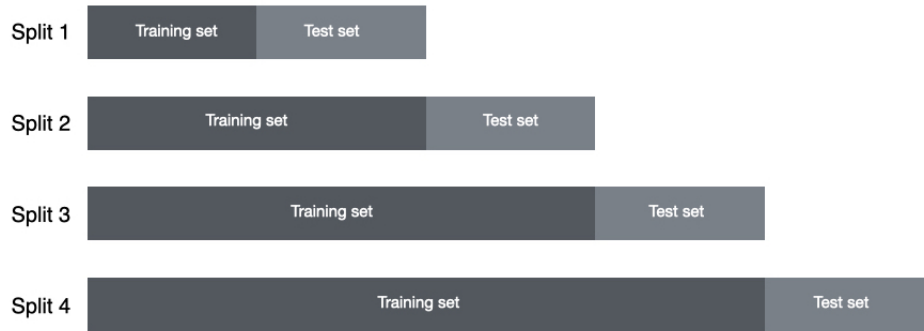 Split 1 Training set Test set
Split 2 Training set Test set
Split 3 Training set Test set
Split 4 Training set Test set